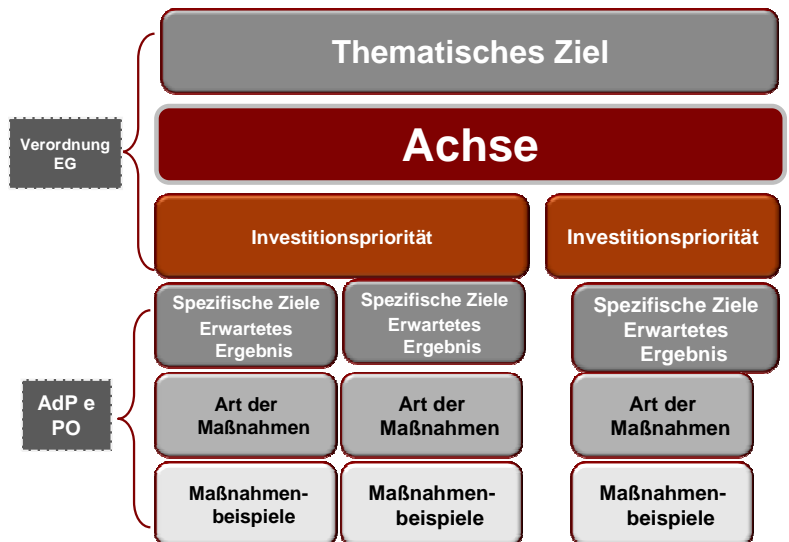 Thematisches Ziel
Verordnung
EG
Achse
Investitionspriorität
Investitionspriorität
Spezifische Ziele
Erwartetes
Ergebnis
Spezifische Ziele
Erwartetes
Ergebnis
Spezifische Ziele
Erwartetes
Ergebnis
AdP e
PO
Art der
Maßnahmen
Art der
Maßnahmen
Art der
Maßnahmen
Maßnahmen-
beispiele
Maßnahmen-
beispiele
Maßnahmen-
beispiele